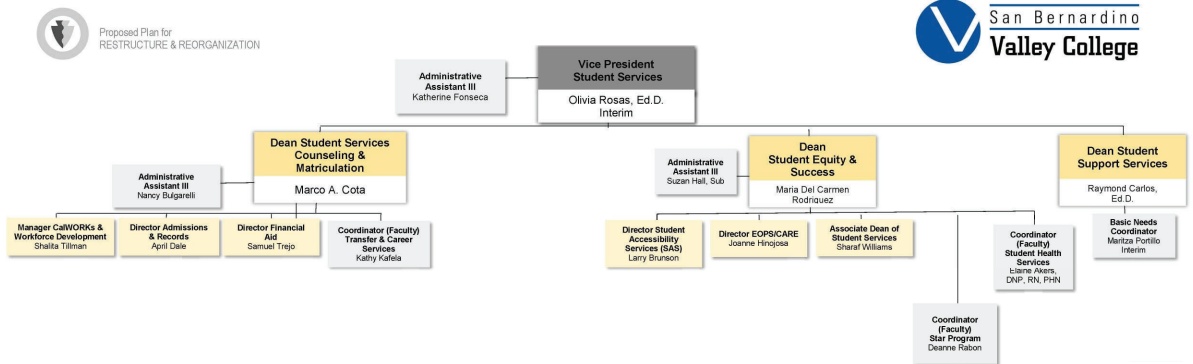 Proposed Plan for
RESTRUCTURE & REORGANIZATION
San Bernardino
Valley College
Vice President
Student Services
Olivia Rosas, Ed.D.
Interim
Administrative
Assistant III
Katherine Fonseca
Dean Student Services
Counseling &
Matriculation
Marco A. Cota
Administrative
Assistant III
Nancy Bulgarelli
Manager CalWORKs &
Workforce Development
Shalita Tillman
Director Admissions
& Records
April Dale
Director Financial
Aid
Samuel Trejo
Coordinator (Faculty)
Transfer & Career
Services
Kathy Kafela
Dean
Student Equity &
Success
Maria Del Carmen
Rodriquez
Administrative
Assistant III
Suzan Hall, Sub
Director Student
Accessibility
Services (SAS)
Larry Brunson
Director EOPS/CARE
Joanne Hinojosa
Associate Dean of
Student Services
Sharaf Williams
Coordinator
(Faculty)
Student Health
Services
Elaine Akers,
DNP, RN, PHN
Coordinator
(Faculty)
Star Program
Deanne Rabon
Dean Student
Support Services
Raymond Carlos,
Ed.D.
Basic Needs
Coordinator
Maritza Portillo
Interim